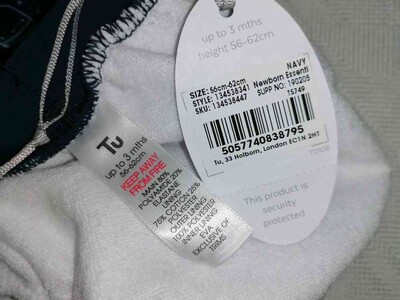 up to 3 mths
height 56-62cm
NAVY
SIZE: 56cm-62cm Newborn Essentl
STYLE: 134538341 SUPP NO: 190205
SKU: 134538447 T5749
5057740838795
Tu, 33 Holborn, London EC1N 2HT
70106
This product is
security
protected
Tu
up to 3 mths
56-62cm
KEEP AWAY
FROM FIRE
MAIN 80%
POLYAMIDE 20%
ELASTANE
LINING
75% COTTON 25%
POLYESTER
OUTER LINING
100% POLYESTER
INNER LINING
EVA
EXCLUSIVE OF
TRIMS